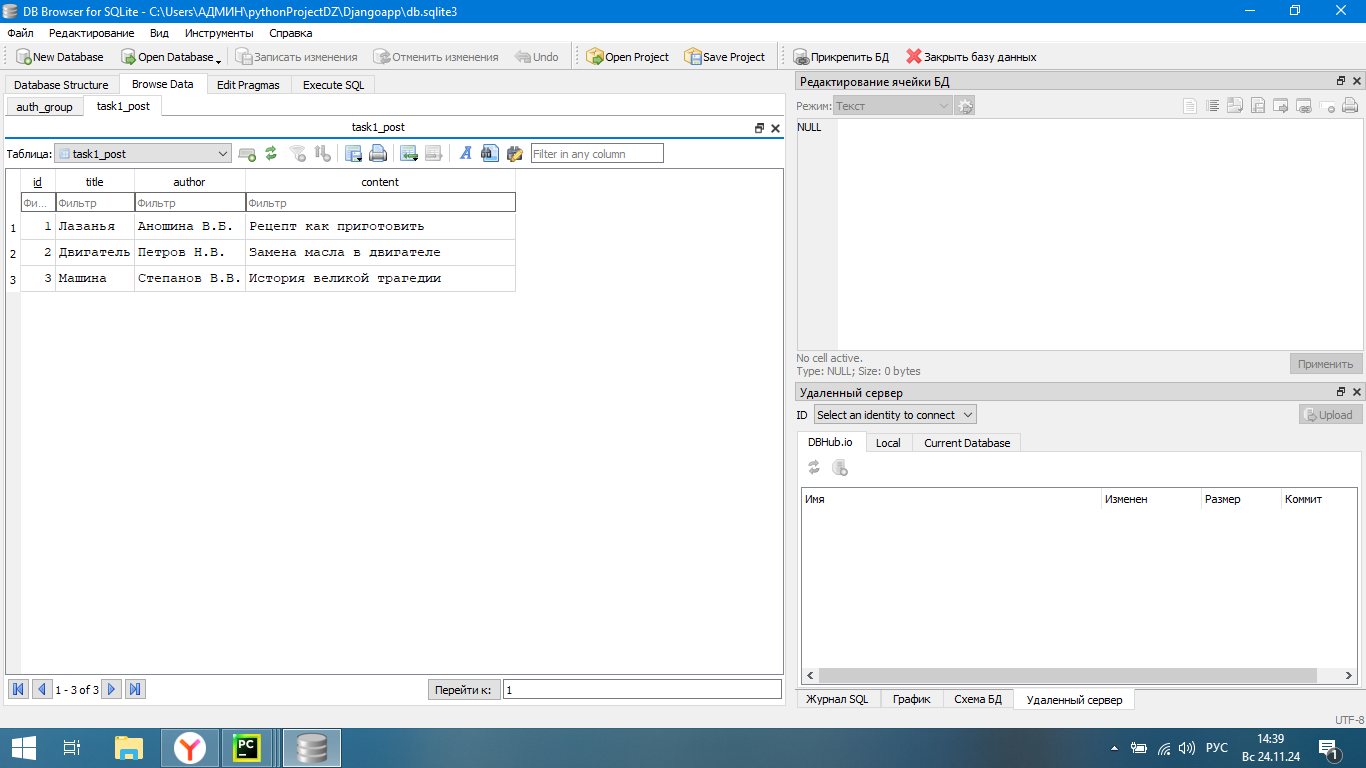 DB Browser for SQLite - C:\Users\АДМИН\pythonProjectDZ\Djangoapp\db.sqlite3
Файл Редактирование Вид Инструменты Справка
New Database Open Database Записать изменения Отменить изменения Undo Open Project Save Project Прикрепить БД Закрыть базу данных
Database Structure Browse Data Edit Pragmas Execute SQL
auth_group task1_post
task1_post
Таблица: task1_post Filter in any column
id title author content
Фи... Фильтр Фильтр Фильтр
1 1 Лазанья Аношина В.Б. Рецепт как приготовить
2 2 Двигатель Петров Н.В. Замена масла в двигателе
3 3 Машина Степанов В.В. История великой трагедии
1 - 3 of 3 Перейти к: 1
Редактирование ячейки БД
Режим: Текст
NULL
No cell active.
Type: NULL; Size: 0 bytes
Применить
Удаленный сервер
ID Select an identity to connect Upload
DBHub.io Local Current Database
Имя Изменен Размер Коммит
Журнал SQL График Схема БД Удаленный сервер
UTF-8
PC
РУС
14:39
Вс 24.11.24
1